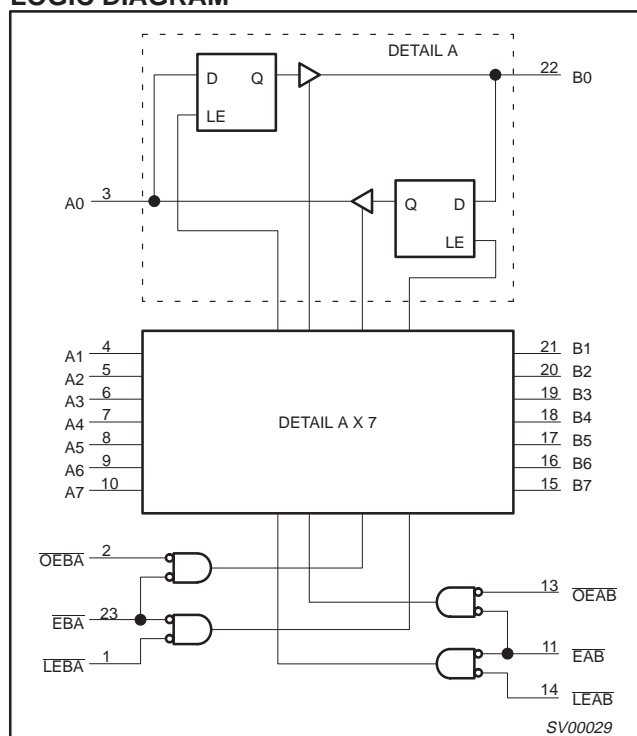 LOGIC DIAGRAM
DETAIL A
D Q
LE
22 B0
A0 3
Q D
LE
A1 4
A2 5
A3 6
A4 7
A5 8
A6 9
A7 10
DETAIL A X 7
21 B1
20 B2
19 B3
18 B4
17 B5
16 B6
15 B7
OEBA 2
EBA 23
LEBA 1
13 OEAB
11 EAB
14 LEAB
SV00029